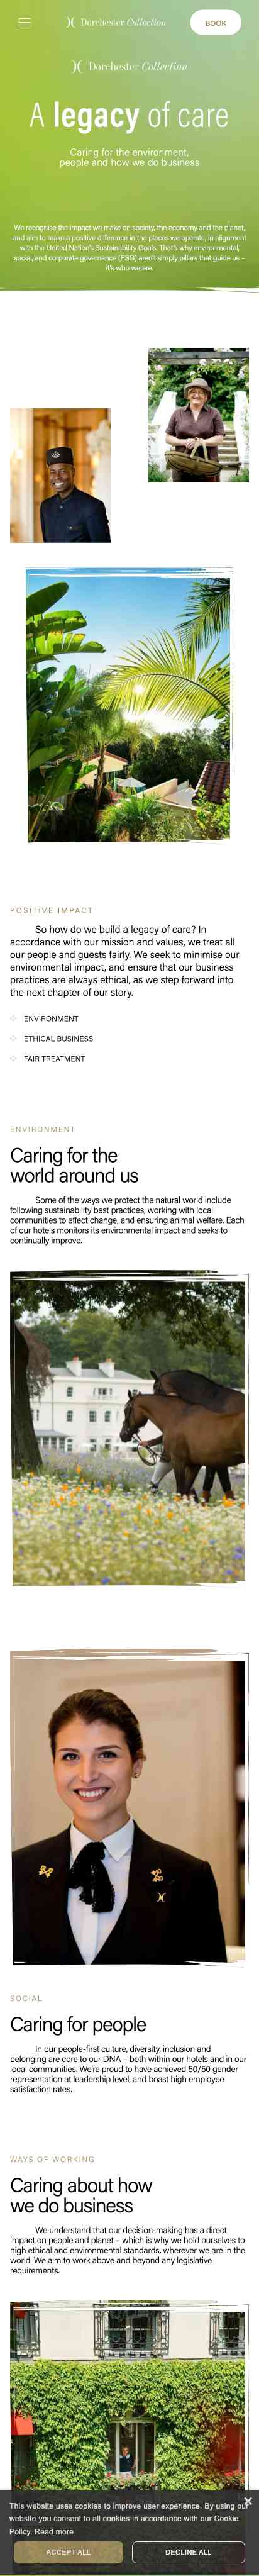 Dorchester Collection
BOOK
Dorchester Collection
A legacy of care
Caring for the environment,
people and how we do business
We recognise the impact we make on society, the economy and the planet,
and aim to make a positive difference in the places we operate, in alignment
with the United Nation's Sustainability Goals. That's why environmental,
social, and corporate governance (ESG) aren't simply pillars that guide us –
it's who we are.
POSITIVE IMPACT
So how do we build a legacy of care? In
accordance with our mission and values, we treat all
our people and guests fairly. We seek to minimise our
environmental impact, and ensure that our business
practices are always ethical, as we step forward into
the next chapter of our story.
ENVIRONMENT
ETHICAL BUSINESS
FAIR TREATMENT
ENVIRONMENT
Caring for the
world around us
Some of the ways we protect the natural world include
following sustainability best practices, working with local
communities to effect change, and ensuring animal welfare. Each
of our hotels monitors its environmental impact and seeks to
continually improve.
SOCIAL
Caring for people
In our people-first culture, diversity, inclusion and
belonging are core to our DNA – both within our hotels and in our
local communities. We're proud to have achieved 50/50 gender
representation at leadership level, and boast high employee
satisfaction rates.
WAYS OF WORKING
Caring about how
we do business
We understand that our decision-making has a direct
impact on people and planet – which is why we hold ourselves to
high ethical and environmental standards, wherever we are in the
world. We aim to work above and beyond any legislative
requirements.
This website uses cookies to improve user experience. By using our
website you consent to all cookies in accordance with our Cookie
Policy. Read more
ACCEPT ALL
DECLINE ALL